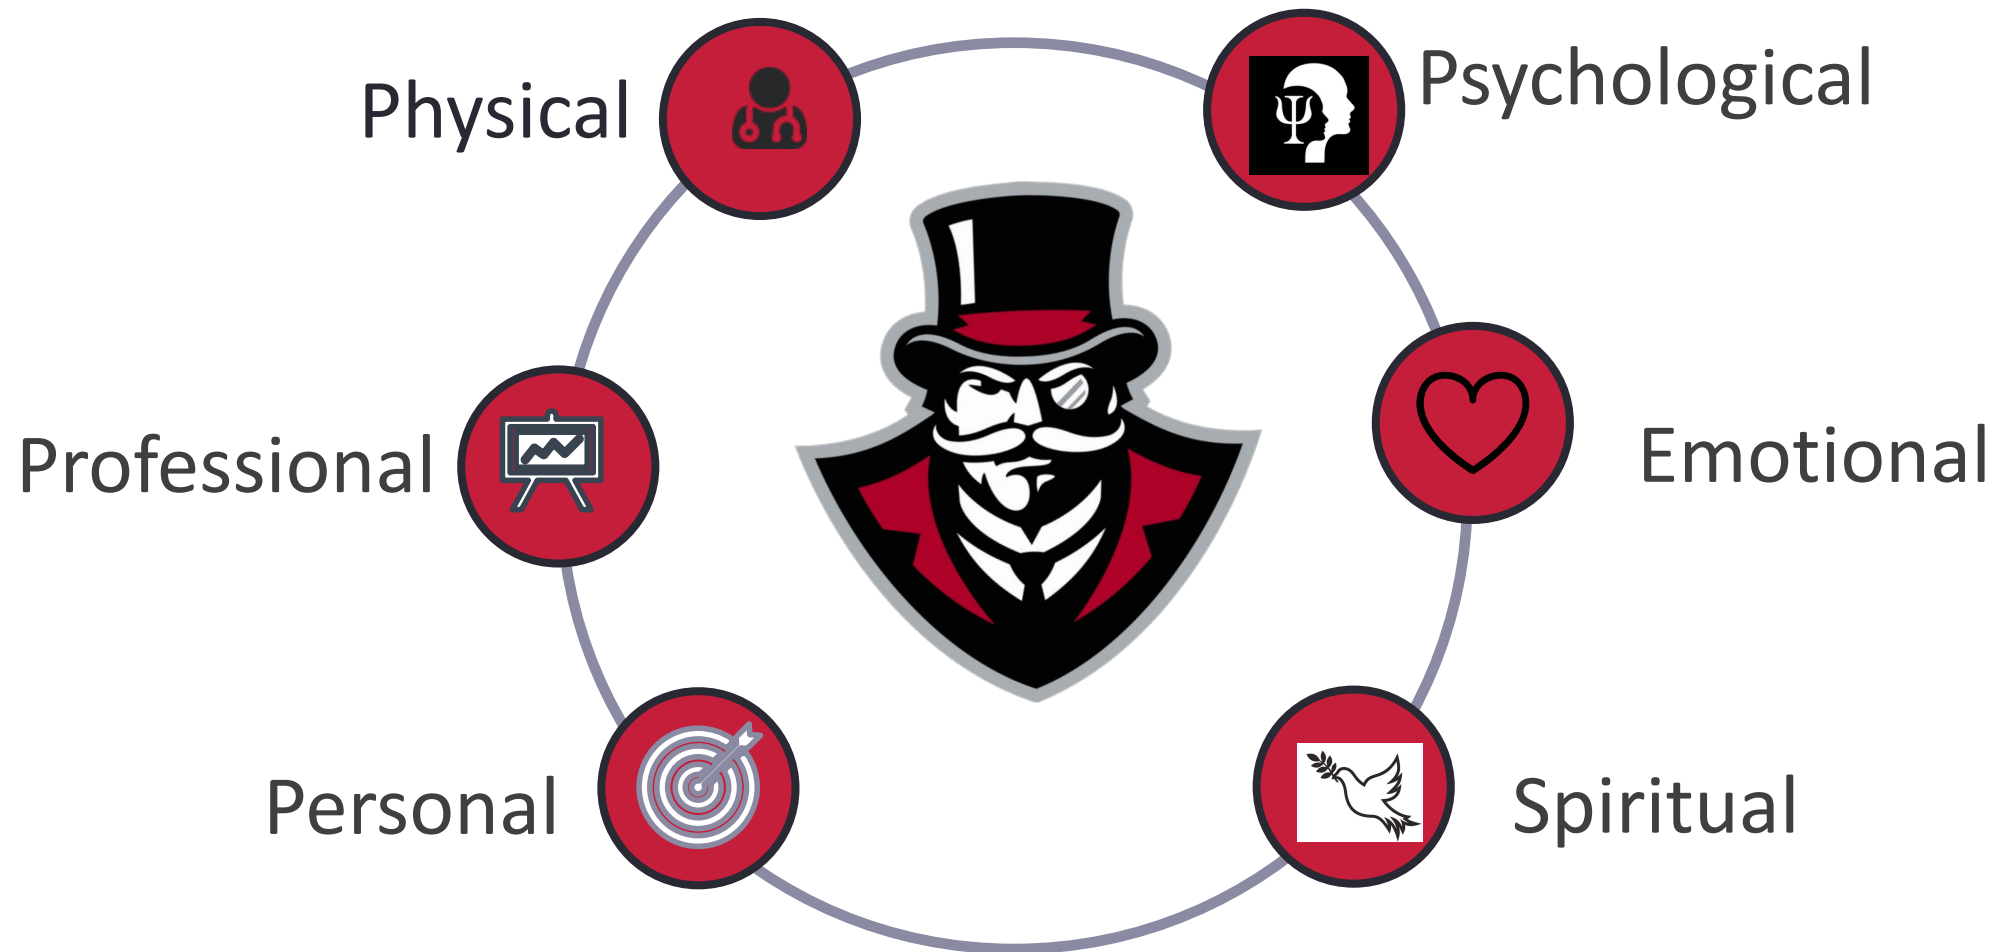 Physical
Psychological
Professional
Emotional
Personal
Spiritual